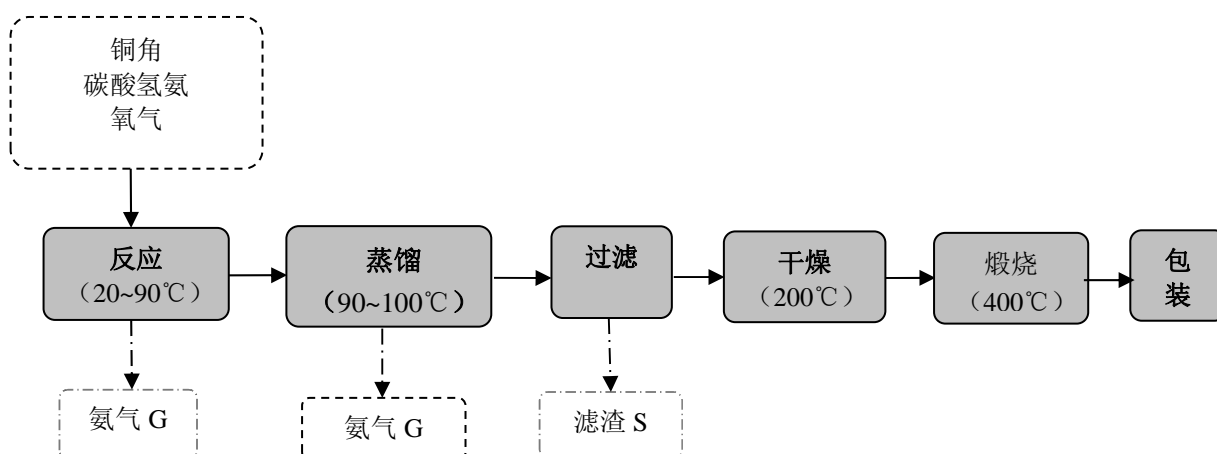 铜角
碳酸氢氨
氧气
反应
（20~90℃）
蒸馏
（90~100℃）
过滤
干燥
（200℃）
煅烧
（400℃）
包
装
氨气 G
氨气 G
滤渣 S